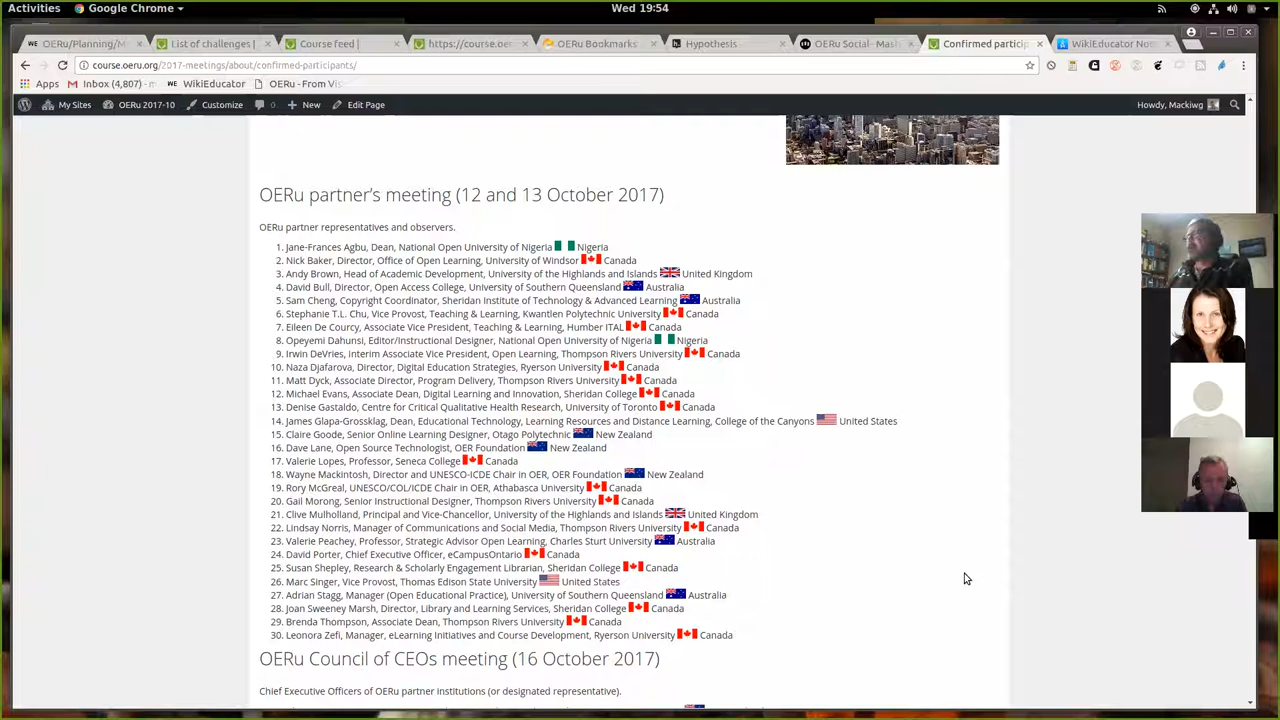 Activities
Google Chrome
Wed 19:54
OERu/Planning/M
List of challenges |
Course feed |
https://course.oe
OERu Bookmarks
Hypothesis
OERu Social - Mas
Confirmed partici
WikiEducator No
course.oeru.org/2017-meetings/about/confirmed-participants/
Apps
Inbox (4,807) - m
WikiEducator
OERu - From Vis
My Sites
OERu 2017-10
Customize
0
New
Edit Page
Howdy, Mackiwg
OERu partner's meeting (12 and 13 October 2017)
OERu partner representatives and observers.
1. Jane-Frances Agbu, Dean, National Open University of Nigeria Nigeria
2. Nick Baker, Director, Office of Open Learning, University of Windsor Canada
3. Andy Brown, Head of Academic Development, University of the Highlands and Islands United Kingdom
4. David Bull, Director, Open Access College, University of Southern Queensland Australia
5. Sam Cheng, Copyright Coordinator, Sheridan Institute of Technology & Advanced Learning Australia
6. Stephanie T.L. Chu, Vice Provost, Teaching & Learning, Kwantlen Polytechnic University Canada
7. Eileen De Courcy, Associate Vice President, Teaching & Learning, Humber ITAL Canada
8. Opeyemi Dahunsi, Editor/Instructional Designer, National Open University of Nigeria Nigeria
9. Irwin DeVries, Interim Associate Vice President, Open Learning, Thompson Rivers University Canada
10. Naza Djafarova, Director, Digital Education Strategies, Ryerson University Canada
11. Matt Dyck, Associate Director, Program Delivery, Thompson Rivers University Canada
12. Michael Evans, Associate Dean, Digital Learning and Innovation, Sheridan College Canada
13. Denise Gastaldo, Centre for Critical Qualitative Health Research, University of Toronto Canada
14. James Glapa-Grossklag, Dean, Educational Technology, Learning Resources and Distance Learning, College of the Canyons United States
15. Claire Goode, Senior Online Learning Designer, Otago Polytechnic New Zealand
16. Dave Lane, Open Source Technologist, OER Foundation New Zealand
17. Valerie Lopes, Professor, Seneca College Canada
18. Wayne Mackintosh, Director and UNESCO-ICDE Chair in OER, OER Foundation New Zealand
19. Rory McGreal, UNESCO/COL/ICDE Chair in OER, Athabasca University Canada
20. Gail Morong, Senior Instructional Designer, Thompson Rivers University Canada
21. Clive Mulholland, Principal and Vice-Chancellor, University of the Highlands and Islands United Kingdom
22. Lindsay Norris, Manager of Communications and Social Media, Thompson Rivers University Canada
23. Valerie Peachey, Professor, Strategic Advisor Open Learning, Charles Sturt University Australia
24. David Porter, Chief Executive Officer, eCampusOntario Canada
25. Susan Shepley, Research & Scholarly Engagement Librarian, Sheridan College Canada
26. Marc Singer, Vice Provost, Thomas Edison State University United States
27. Adrian Stagg, Manager (Open Educational Practice), University of Southern Queensland Australia
28. Joan Sweeney Marsh, Director, Library and Learning Services, Sheridan College Canada
29. Brenda Thompson, Associate Dean, Thompson Rivers University Canada
30. Leonora Zefi, Manager, eLearning Initiatives and Course Development, Ryerson University Canada
OERu Council of CEOs meeting (16 October 2017)
Chief Executive Officers of OERu partner institutions (or designated representative).